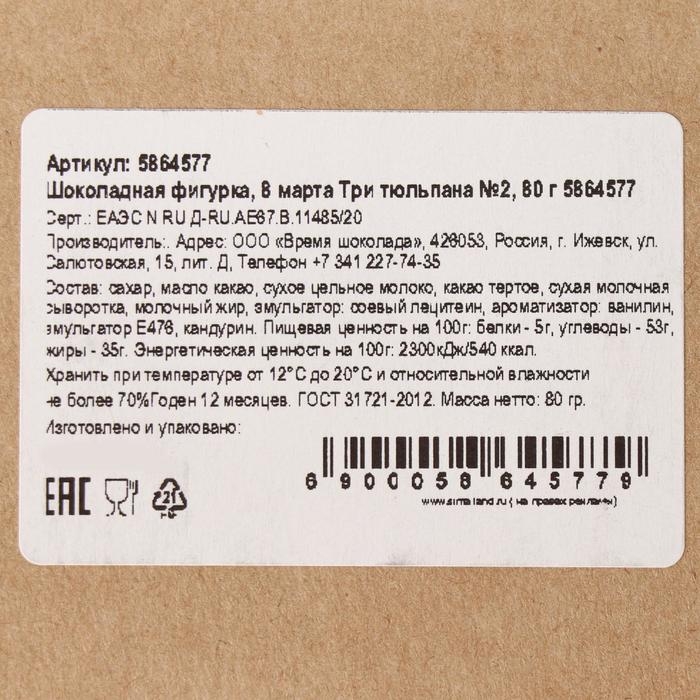 Артикул: 5864577
Шоколадная фигурка, 8 марта Три тюльпана №2, 80 г 5864577
Серт.: ЕАЭС N RU Д-RU.АЕ67.В.11485/20
Производитель:. Адрес: ООО «Время шоколада», 426053, Россия, г. Ижевск, ул.
Салютовская, 15, лит. Д, Телефон +7 341 227-74-35
Состав: сахар, масло какао, сухое цельное молоко, какао тертое, сухая молочная
сыворотка, молочный жир, эмульгатор: соевый лецитеин, ароматизатор: ванилин,
эмульгатор Е476, кандурин. Пищевая ценность на 100г: белки - 5г, углеводы - 53г,
жиры - 35г. Энергетическая ценность на 100г: 2300кДж/540 ккал.
Хранить при температуре от 12°С до 20°С и относительной влажности
не более 70%Годен 12 месяцев. ГОСТ 31721-2012. Масса нетто: 80 гр.
Изготовлено и упаковано:
EAC
21
6 900058 645779
www.sima-land.ru ( на правах рекламы)